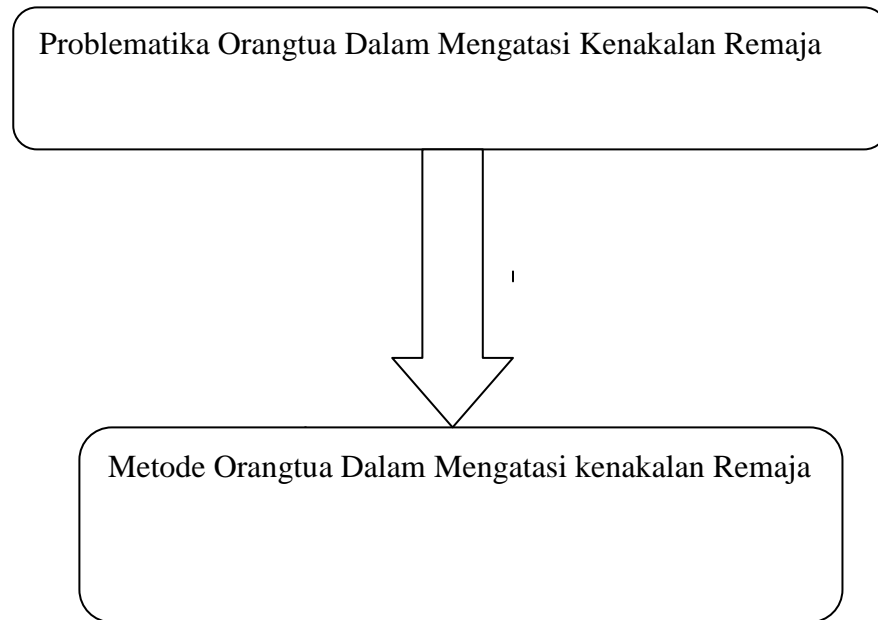 Problematika Orangtua Dalam Mengatasi Kenakalan Remaja
Metode Orangtua Dalam Mengatasi kenakalan Remaja